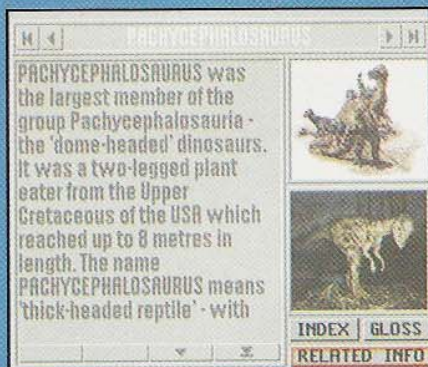 PACHYCEPHALOSAURUS
PACHYCEPHALOSAURUS was
the largest member of the
group Pachycephalosauria -
the 'dome-headed' dinosaurs.
It was a two-legged plant
eater from the Upper
Cretaceous of the USA which
reached up to 8 metres in
length. The name
PACHYCEPHALOSAURUS means
'thick-headed reptile' - with
INDEX GLOSS
RELATED INFO